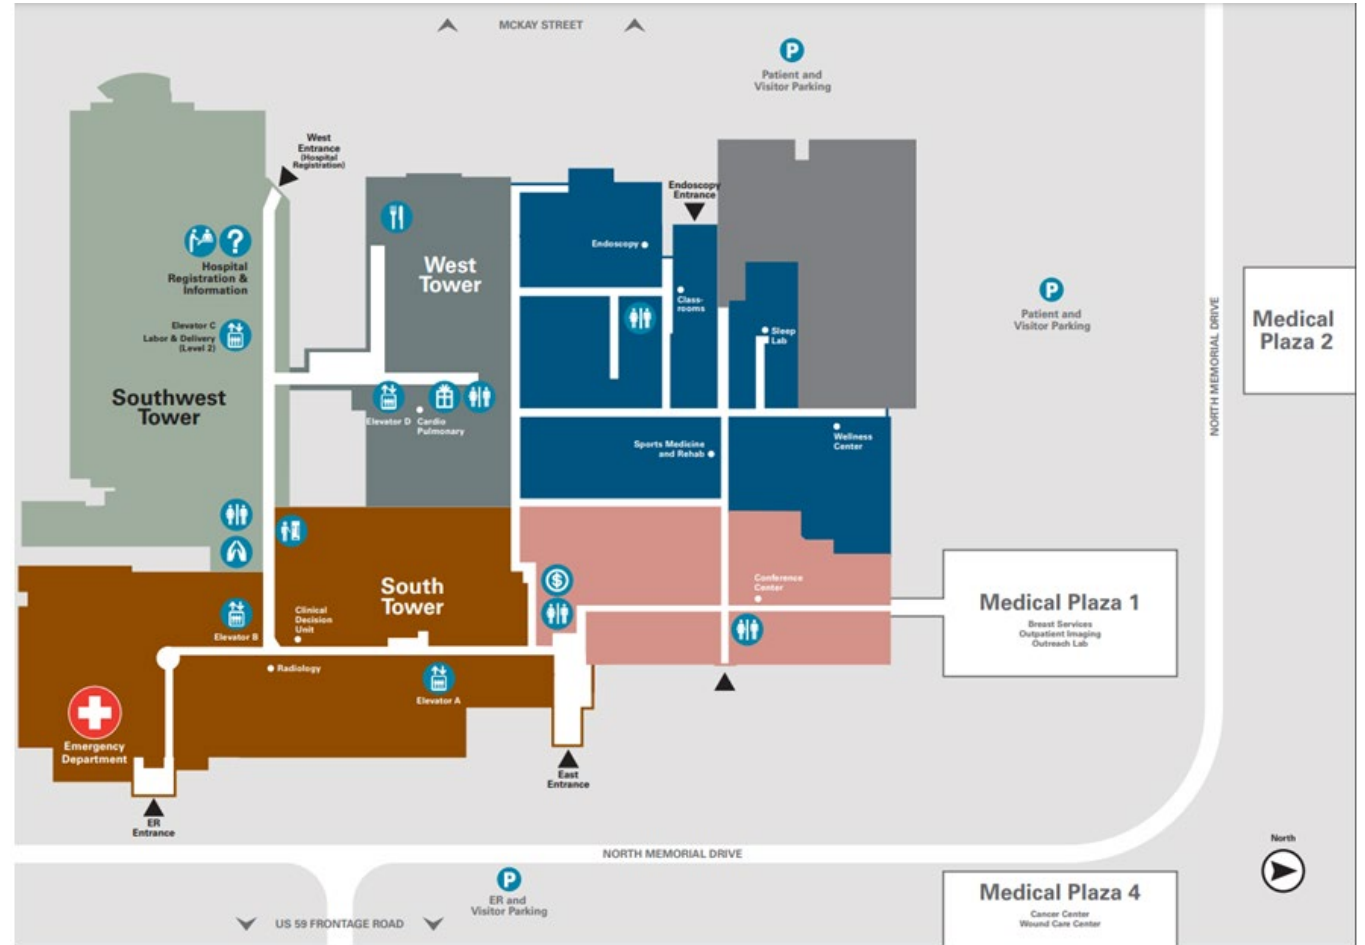 MCKAY STREET
P
Patient and
Visitor Parking
West
Entrance
(Hospital
Registration)
Endoscopy
Entrance
?
Hospital
Registration &
Information
West
Tower
Endoscopy
Class-
rooms
P
Patient and
Visitor Parking
NORTH MEMORIAL DRIVE
Medical
Plaza 2
Elevator C
Labor & Delivery
(Level 2)
Sleep
Lab
Southwest
Tower
Elevator D
Cardio
Pulmonary
Sports Medicine
and Rehab
Wellness
Center
South
Tower
$
Conference
Center
Medical Plaza 1
Breast Services
Outpatient Imaging
Outreach Lab
Clinical
Decision
Unit
Elevator B
Radiology
Elevator A
Emergency
Department
East
Entrance
ER
Entrance
NORTH MEMORIAL DRIVE
North
P
ER and
Visitor Parking
US 59 FRONTAGE ROAD
Medical Plaza 4
Cancer Center
Wound Care Center